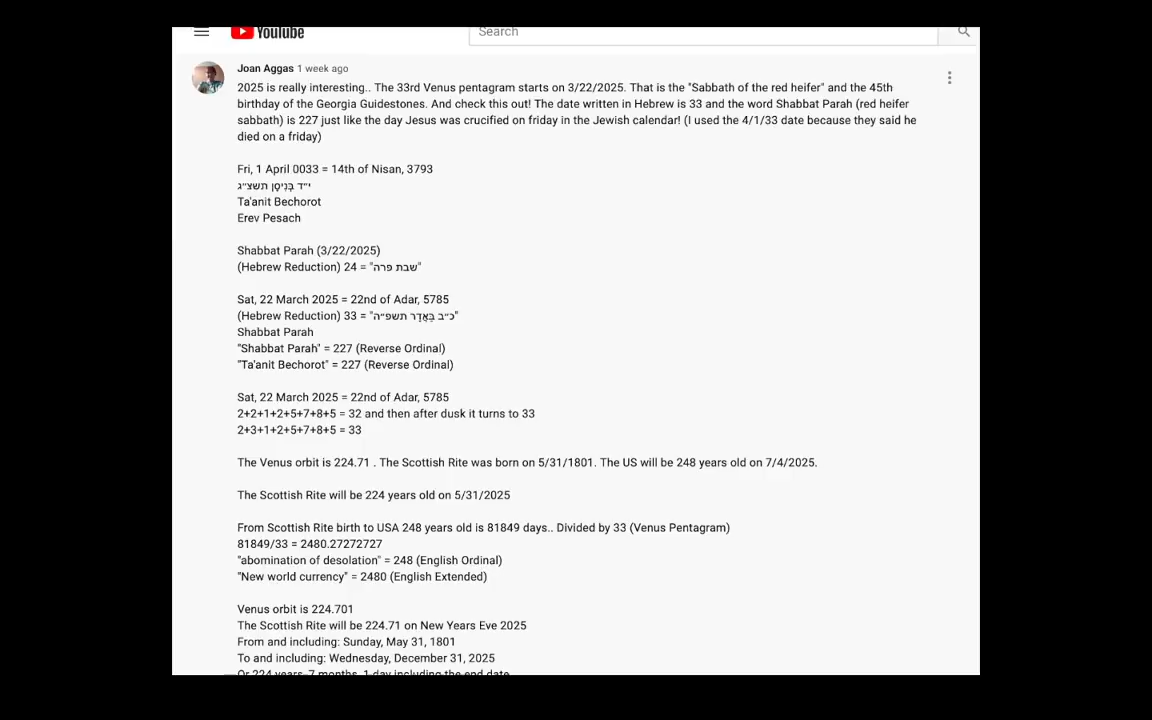 YouTube
Search
Joan Aggas 1 week ago
2025 is really interesting.. The 33rd Venus pentagram starts on 3/22/2025. That is the "Sabbath of the red heifer" and the 45th
birthday of the Georgia Guidestones. And check this out! The date written in Hebrew is 33 and the word Shabbat Parah (red heifer
sabbath) is 227 just like the day Jesus was crucified on friday in the Jewish calendar! (I used the 4/1/33 date because they said he
died on a friday)
Fri, 1 April 0033 = 14th of Nisan, 3793
י״ד בְּנִיסָן תשצ״ג
Ta'anit Bechorot
Erev Pesach
Shabbat Parah (3/22/2025)
(Hebrew Reduction) 24 = "שבת פרה"
Sat, 22 March 2025 = 22nd of Adar, 5785
(Hebrew Reduction) 33 = "כ״ב בַּאֲדָר תשפ״ה"
Shabbat Parah
"Shabbat Parah" = 227 (Reverse Ordinal)
"Ta'anit Bechorot" = 227 (Reverse Ordinal)
Sat, 22 March 2025 = 22nd of Adar, 5785
2+2+1+2+5+7+8+5 = 32 and then after dusk it turns to 33
2+3+1+2+5+7+8+5 = 33
The Venus orbit is 224.71 . The Scottish Rite was born on 5/31/1801. The US will be 248 years old on 7/4/2025.
The Scottish Rite will be 224 years old on 5/31/2025
From Scottish Rite birth to USA 248 years old is 81849 days.. Divided by 33 (Venus Pentagram)
81849/33 = 2480.27272727
"abomination of desolation" = 248 (English Ordinal)
"New world currency" = 2480 (English Extended)
Venus orbit is 224.701
The Scottish Rite will be 224.71 on New Years Eve 2025
From and including: Sunday, May 31, 1801
To and including: Wednesday, December 31, 2025
Or 224 years, 7 months, 1 day including the end date